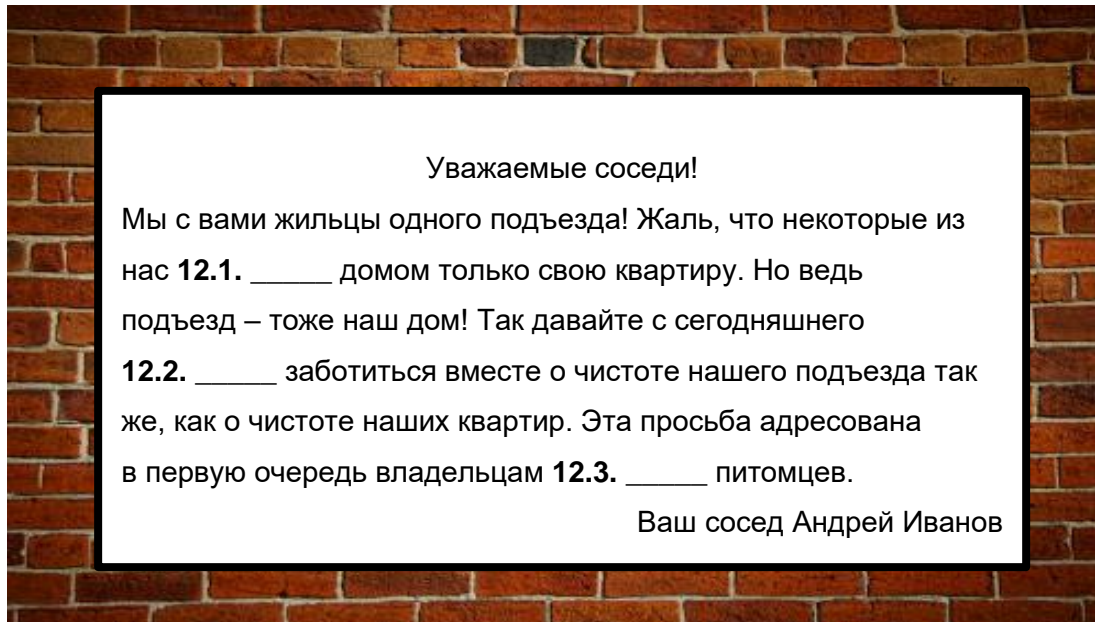 Уважаемые соседи!
Мы с вами жильцы одного подъезда! Жаль, что некоторые из
нас 12.1. _____ домом только свою квартиру. Но ведь
подъезд – тоже наш дом! Так давайте с сегодняшнего
12.2. _____ заботиться вместе о чистоте нашего подъезда так
же, как о чистоте наших квартир. Эта просьба адресована
в первую очередь владельцам 12.3. _____ питомцев.
Ваш сосед Андрей Иванов